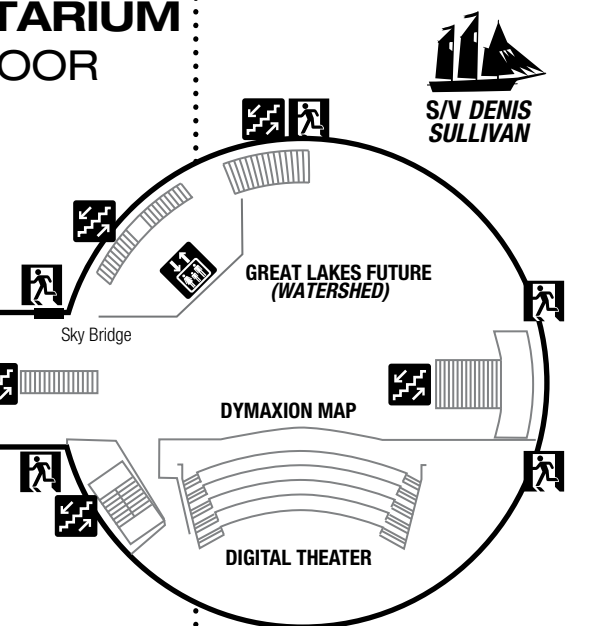 TARIUM
OOR
S/V DENIS
SULLIVAN
GREAT LAKES FUTURE
(WATERSHED)
Sky Bridge
DYMAXION MAP
DIGITAL THEATER